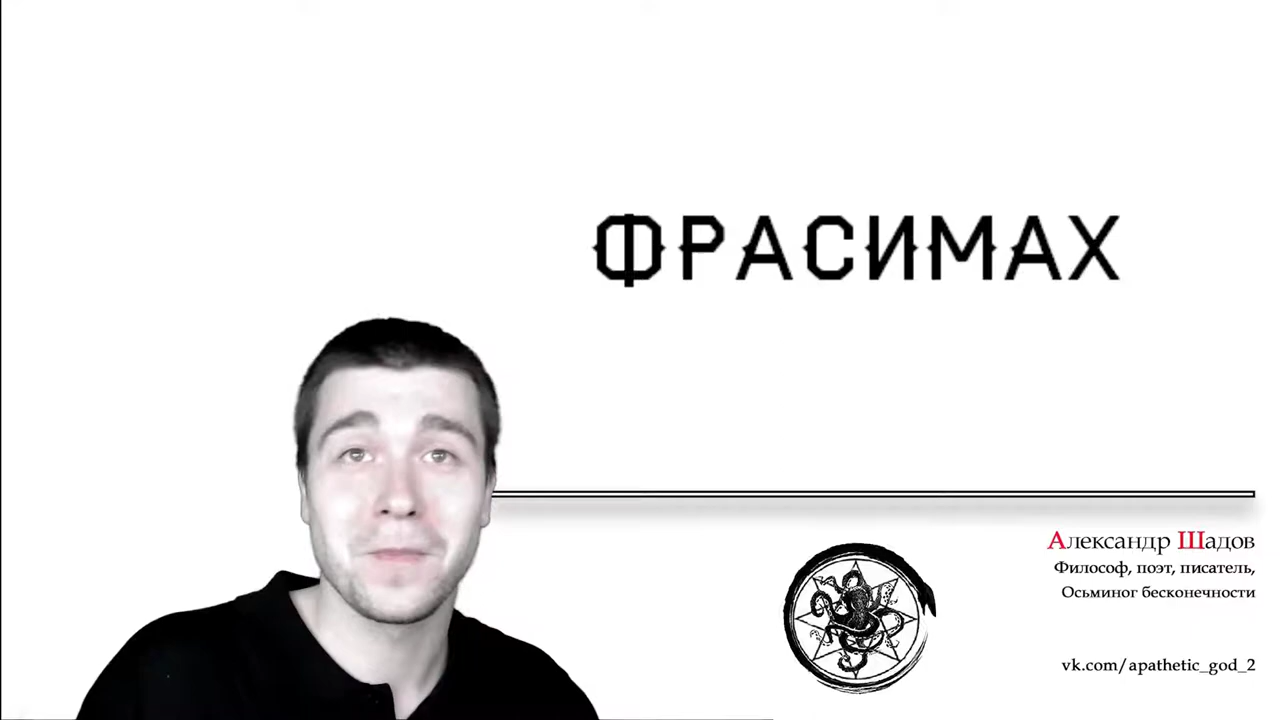 ФРАСИМАХ
Александр Шадов
Философ, поэт, писатель,
Осьминог бесконечности
vk.com/apathetic_god_2